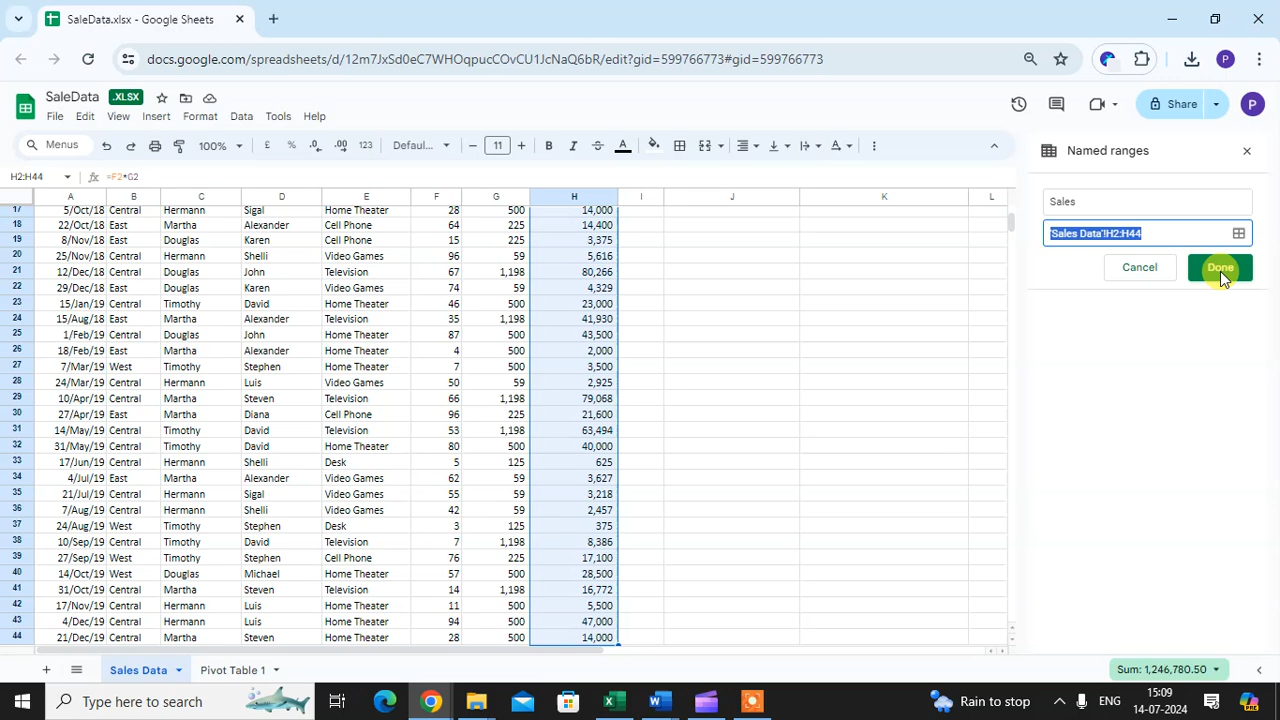 SaleData.xlsx - Google Sheets
docs.google.com/spreadsheets/d/12m7JxSd0eC7WHOqpucCOvCU1JcNaQ6bR/edit?gid=599766773#gid=599766773
P
SaleData .XLSX
File Edit View Insert Format Data Tools Help
Share
P
Menus 100% £ % .0 .00 123 Defaul... 11 B I A
H2:H44 fx =F2*G2
A B C D E F G H I J K L
17 5/Oct/18 Central Hermann Sigal Home Theater 28 500 14,000
18 22/Oct/18 East Martha Alexander Cell Phone 64 225 14,400
19 8/Nov/18 East Douglas Karen Cell Phone 15 225 3,375
20 25/Nov/18 Central Hermann Shelli Video Games 96 59 5,616
21 12/Dec/18 Central Douglas John Television 67 1,198 80,266
22 29/Dec/18 East Douglas Karen Video Games 74 59 4,329
23 15/Jan/19 Central Timothy David Home Theater 46 500 23,000
24 15/Aug/18 East Martha Alexander Television 35 1,198 41,930
25 1/Feb/19 Central Douglas John Home Theater 87 500 43,500
26 18/Feb/19 East Martha Alexander Home Theater 4 500 2,000
27 7/Mar/19 West Timothy Stephen Home Theater 7 500 3,500
28 24/Mar/19 Central Hermann Luis Video Games 50 59 2,925
29 10/Apr/19 Central Martha Steven Television 66 1,198 79,068
30 27/Apr/19 East Martha Diana Cell Phone 96 225 21,600
31 14/May/19 Central Timothy David Television 53 1,198 63,494
32 31/May/19 Central Timothy David Home Theater 80 500 40,000
33 17/Jun/19 Central Hermann Shelli Desk 5 125 625
34 4/Jul/19 East Martha Alexander Video Games 62 59 3,627
35 21/Jul/19 Central Hermann Sigal Video Games 55 59 3,218
36 7/Aug/19 Central Hermann Shelli Video Games 42 59 2,457
37 24/Aug/19 West Timothy Stephen Desk 3 125 375
38 10/Sep/19 Central Timothy David Television 7 1,198 8,386
39 27/Sep/19 West Timothy Stephen Cell Phone 76 225 17,100
40 14/Oct/19 West Douglas Michael Home Theater 57 500 28,500
41 31/Oct/19 Central Martha Steven Television 14 1,198 16,772
42 17/Nov/19 Central Hermann Luis Home Theater 11 500 5,500
43 4/Dec/19 Central Hermann Luis Home Theater 94 500 47,000
44 21/Dec/19 Central Martha Steven Home Theater 28 500 14,000
Named ranges
Sales
'Sales Data'!H2:H44
Cancel Done
Sales Data Pivot Table 1 Sum: 1,246,780.50
Type here to search Rain to stop ENG 15:09
14-07-2024